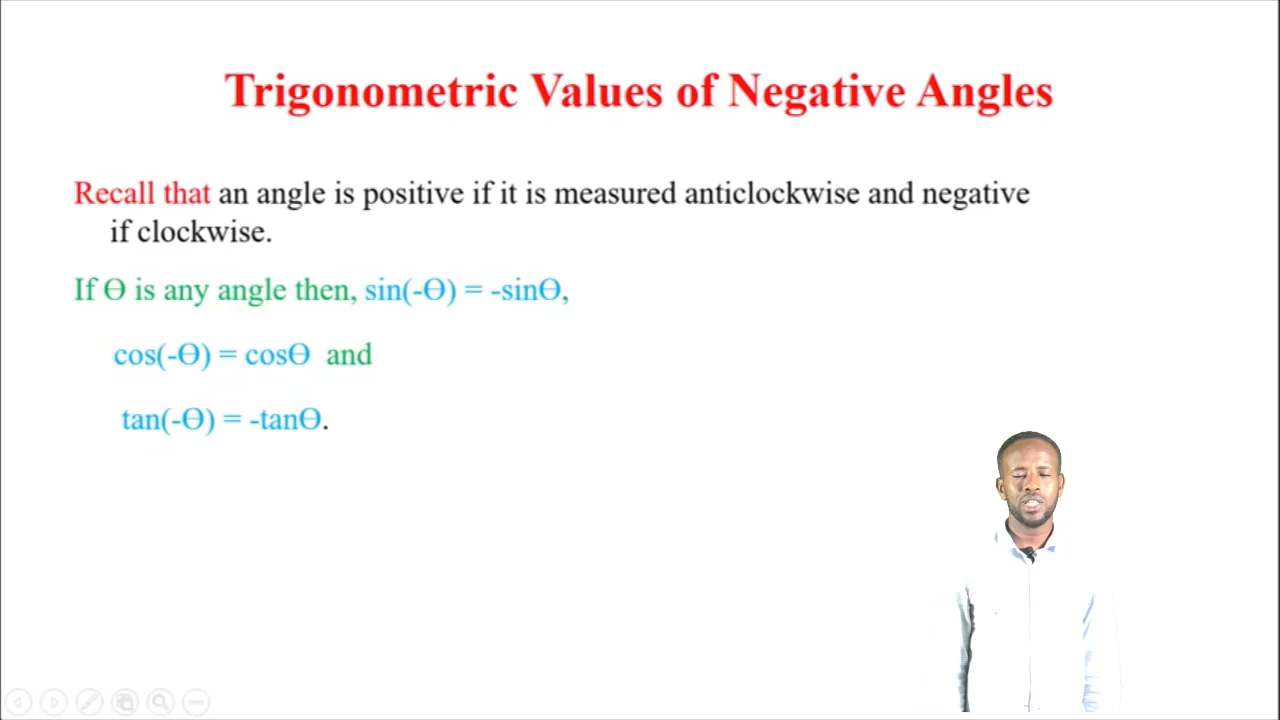 Trigonometric Values of Negative Angles
Recall that an angle is positive if it is measured anticlockwise and negative
if clockwise.
If Ө is any angle then, sin(-Ө) = -sinӨ,
cos(-Ө) = cosӨ and
tan(-Ө) = -tanӨ.